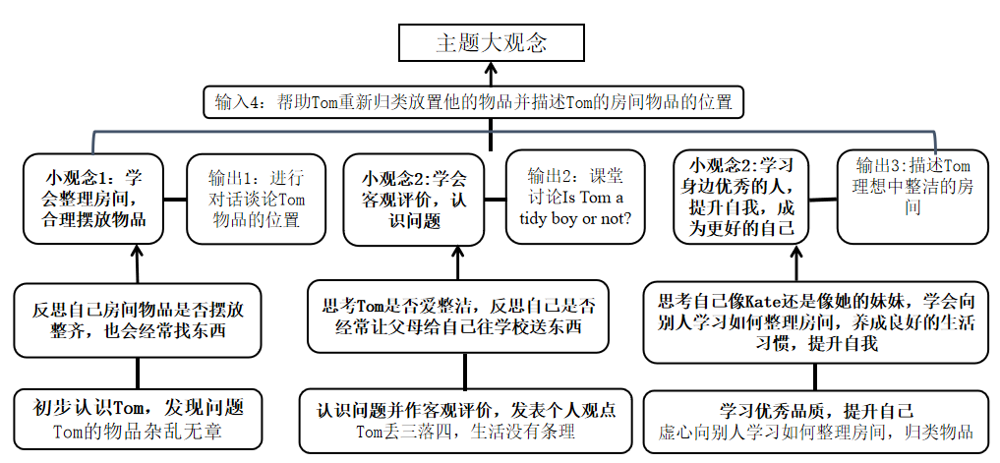 主题大观念
输入4：帮助Tom重新归类放置他的物品并描述Tom的房间物品的位置
小观念1：学
会整理房间，
合理摆放物品
输出1：进行
对话谈论Tom
物品的位置
小观念2:学会
客观评价，认
识问题
输出2：课堂
讨论Is Tom a
tidy boy or not?
小观念2:学习
身边优秀的人，
提升自我，成
为更好的自己
输出3:描述Tom
理想中整洁的房
间
反思自己房间物品是否摆放
整齐，也会经常找东西
思考Tom是否爱整洁，反思自己是否
经常让父母给自己往学校送东西
思考自己像Kate还是像她的妹妹，学会向
别人学习如何整理房间，养成良好的生活
习惯，提升自我
初步认识Tom，发现问题
Tom的物品杂乱无章
认识问题并作客观评价，发表个人观点
Tom丢三落四，生活没有条理
学习优秀品质，提升自己
虚心向别人学习如何整理房间，归类物品